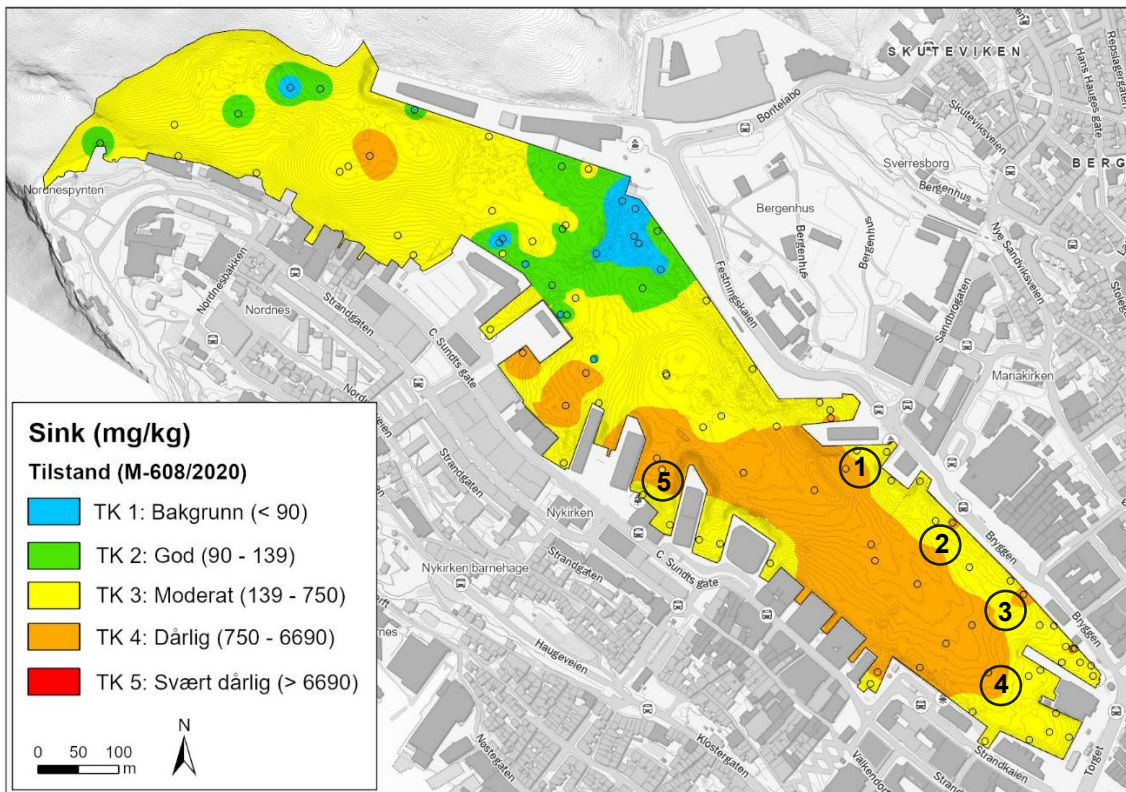 SKUTEVIKEN
Repslagergaten
Hans Hauges gate
Bontelabo
Skuteviksveien
Sverresborg
BERG
Bergenhus
Nordnespynten
Bergenhus
Bergenhus
Bergenhus
Nye Sandviksveien
Nordnesbakken
Strandgaten
Nordnes
Festningskaien
Sandbrogaten
C. Sundts gate
Mariakirken
Strandgaten
Sink (mg/kg)
Tilstand (M-608/2020)
TK 1: Bakgrunn (< 90)
TK 2: God (90 - 139)
TK 3: Moderat (139 - 750)
TK 4: Dårlig (750 - 6690)
TK 5: Svært dårlig (> 6690)
N
0 50 100
m
1
5
Nykirken
2
Bryggen
Strandgaten
C. Sundts gate
Nykirken barnehage
3
Bryggen
Haugeveien
4
Klostergaten
Strandkaien
Nøstegaten
Torget